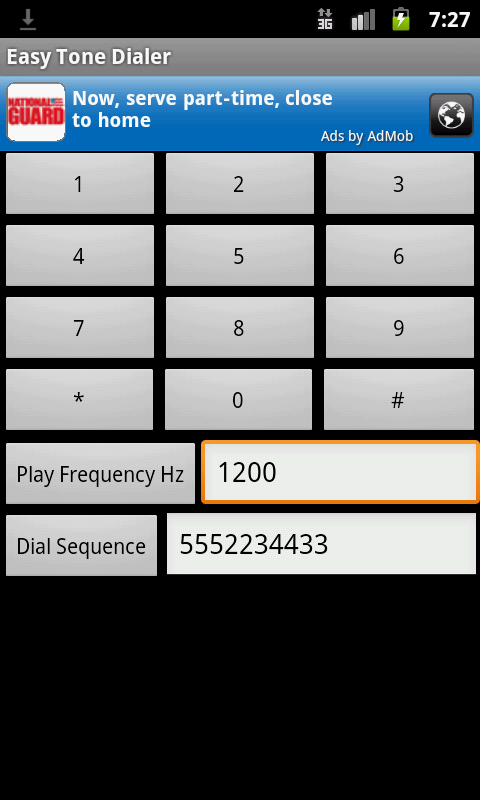 3G 7:27
Easy Tone Dialer
NATIONAL GUARD
Now, serve part-time, close
to home
Ads by AdMob
1 2 3
4 5 6
7 8 9
* 0 #
Play Frequency Hz 1200
Dial Sequence 5552234433